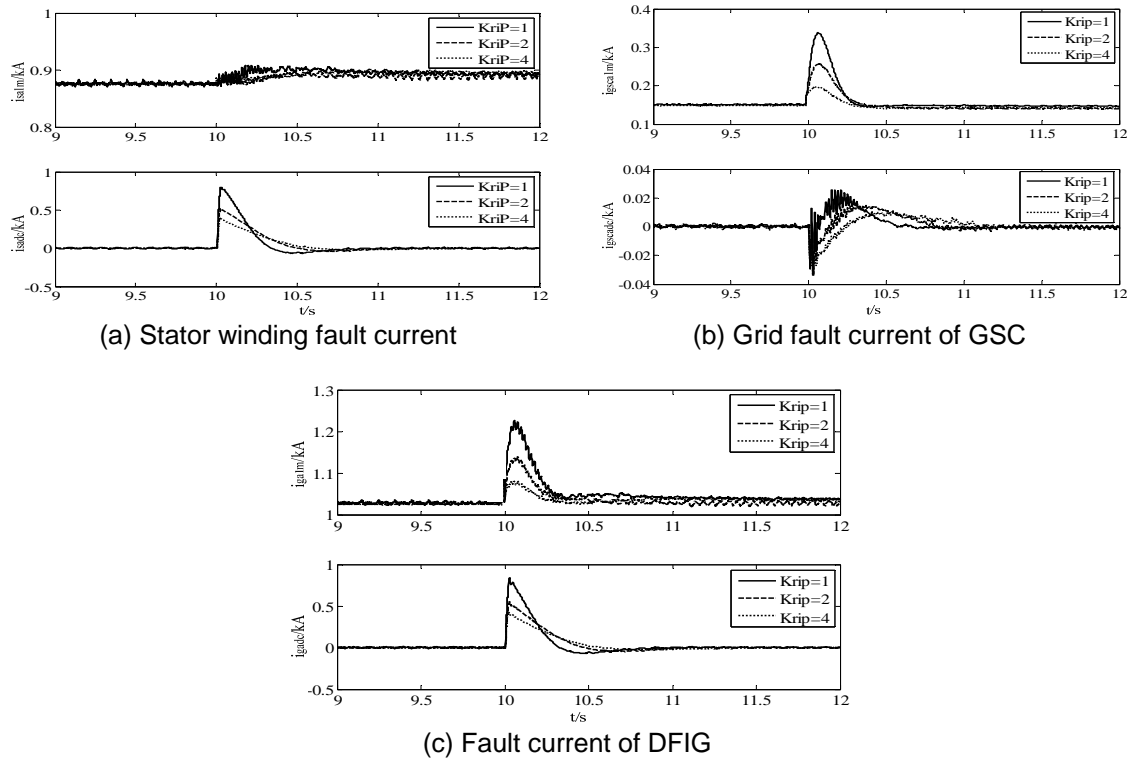 1
0.9
0.8
isa1m/kA
KriP=1
KriP=2
KriP=4
9 9.5 10 10.5 11 11.5 12
1
0.5
0
-0.5
isadc/kA
KriP=1
KriP=2
KriP=4
9 9.5 10 10.5 11 11.5 12
t/s
(a) Stator winding fault current
0.4
0.3
0.2
0.1
igsca1m/kA
Krip=1
Krip=2
Krip=4
9 9.5 10 10.5 11 11.5 12
0.04
0.02
0
-0.02
-0.04
igscadc/kA
Krip=1
Krip=2
Krip=4
9 9.5 10 10.5 11 11.5 12
t/s
(b) Grid fault current of GSC
1.3
1.2
1.1
1
iga1m/kA
Krip=1
Krip=2
Krip=4
9 9.5 10 10.5 11 11.5 12
1
0.5
0
-0.5
igadc/kA
Krip=1
Krip=2
Krip=4
9 9.5 10 10.5 11 11.5 12
t/s
(c) Fault current of DFIG